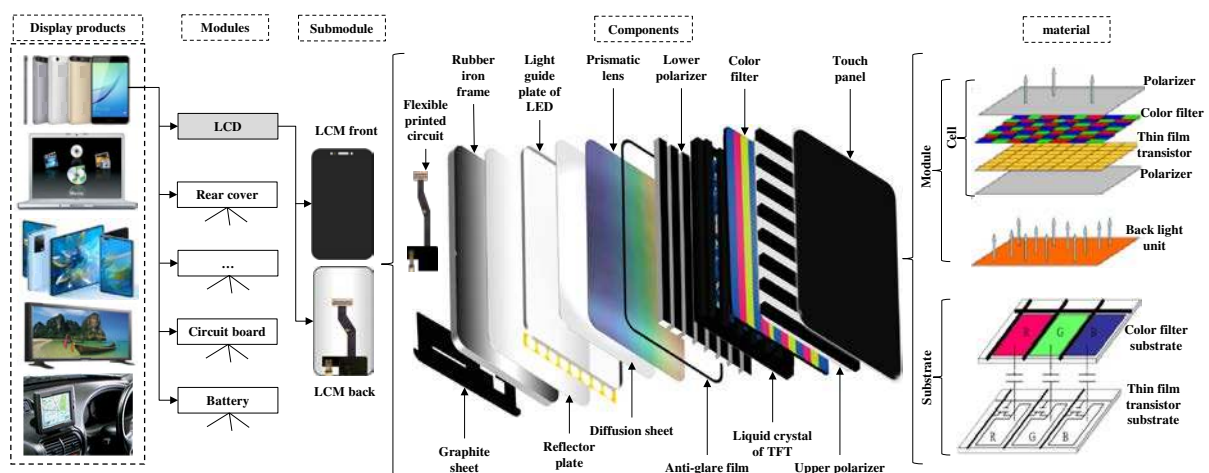 Display products
Modules
Submodule
Components
material
LCD
Rear cover
...
Circuit board
Battery
LCM front
LCM back
Flexible
printed
circuit
Rubber
iron
frame
Light
guide
plate of
LED
Prismatic
lens
Lower
polarizer
Color
filter
Touch
panel
Graphite
sheet
Reflector
plate
Diffusion sheet
Anti-glare film
Liquid crystal
of TFT
Upper polarizer
Module
Cell
Polarizer
Color filter
Thin film
transistor
Polarizer
Back light
unit
Substrate
R G B
Color filter
substrate
Thin film
transistor
substrate
R G B